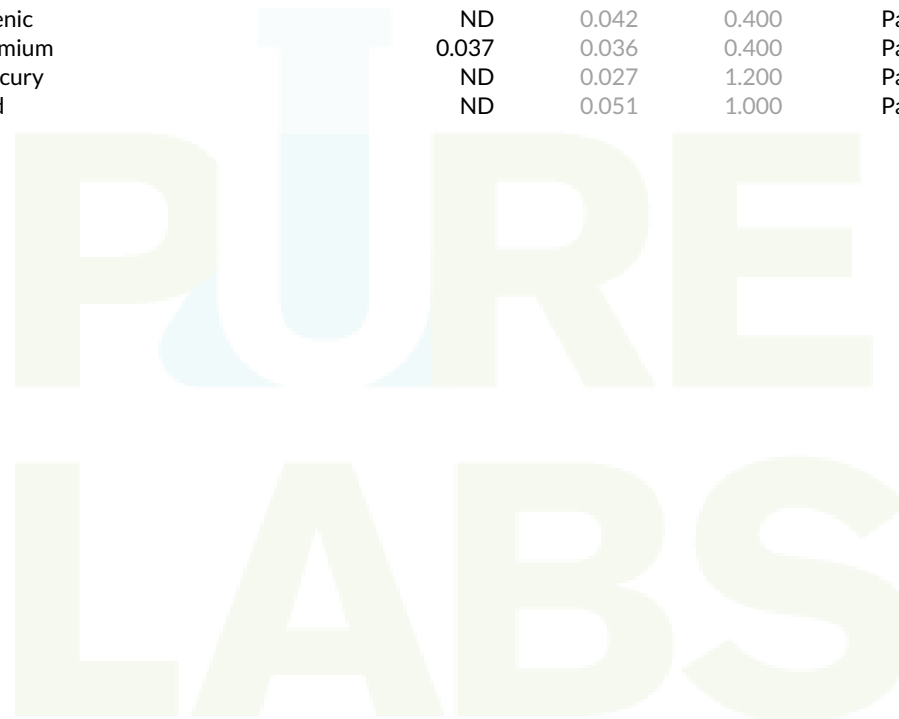 enic ND 0.042 0.400 Pa
mium 0.037 0.036 0.400 Pa
cury ND 0.027 1.200 Pa
d ND 0.051 1.000 Pa
PURE
LABS